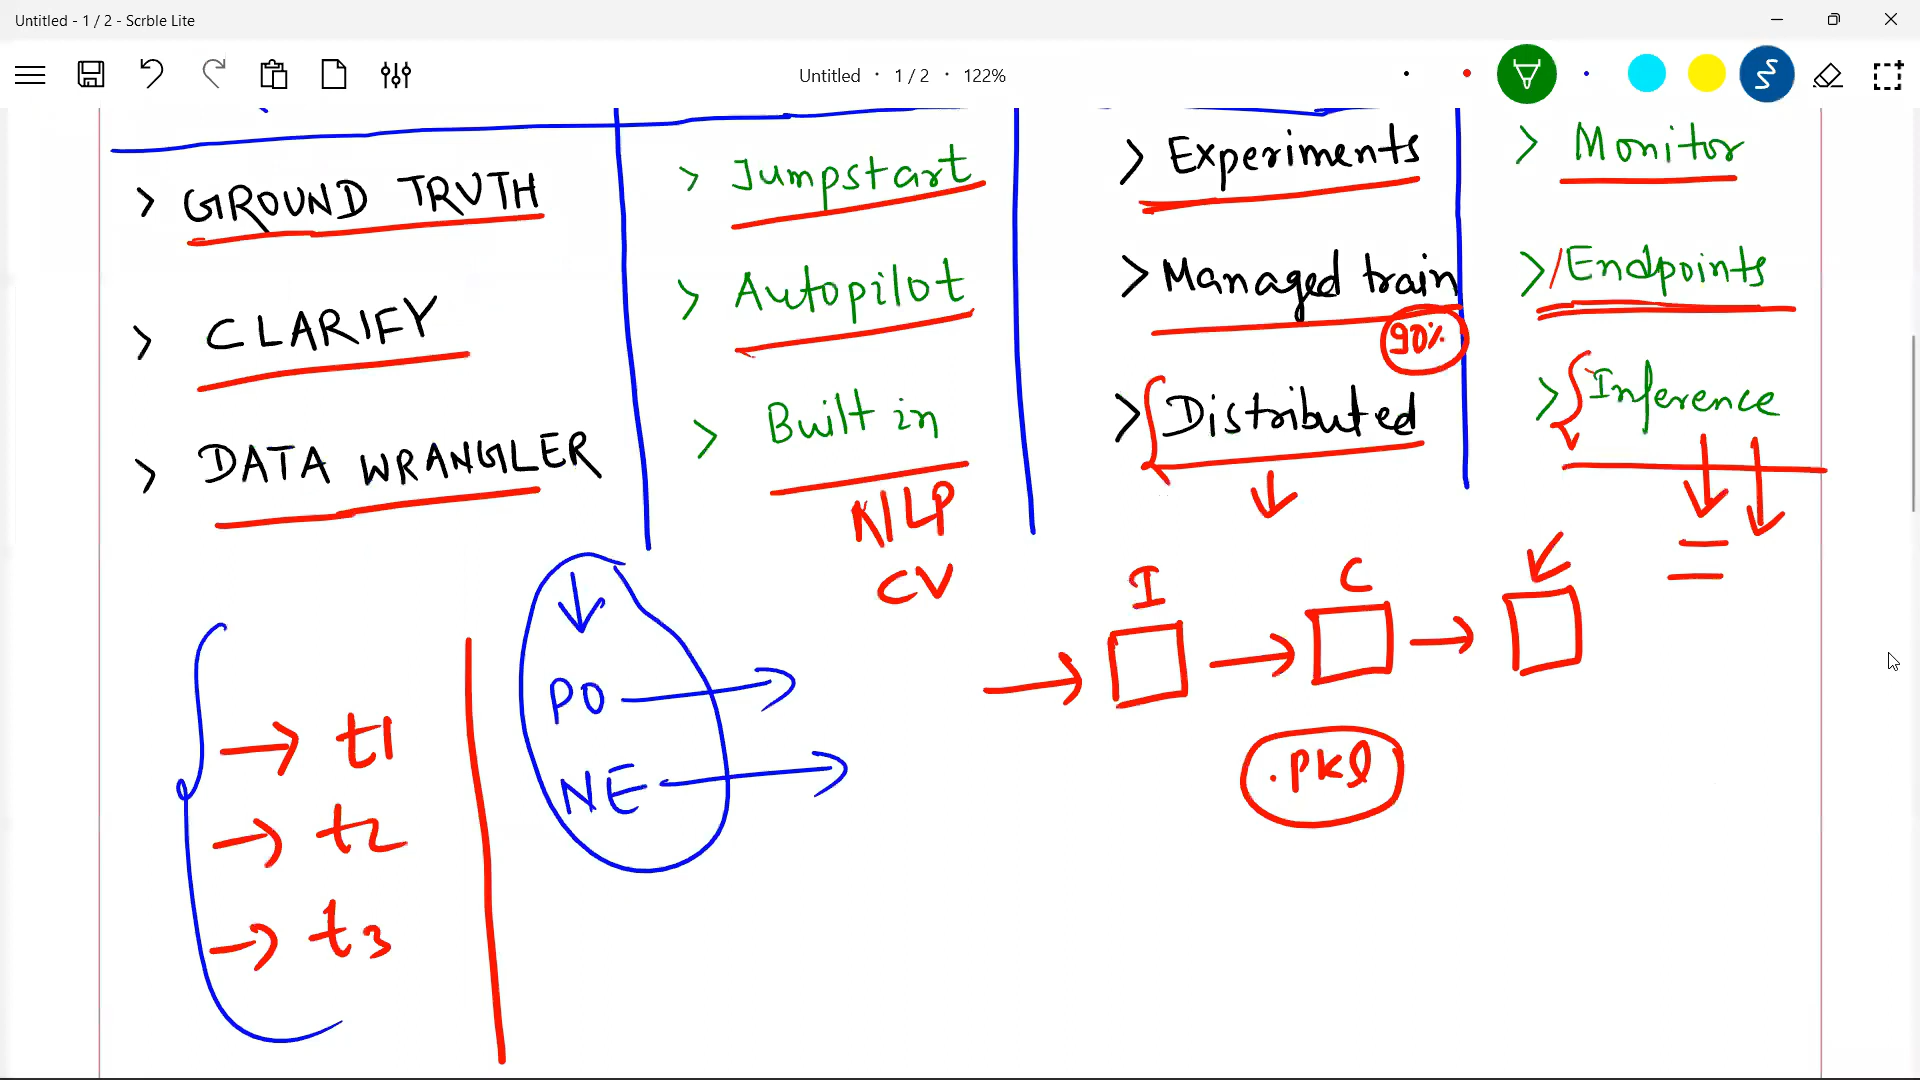 Untitled - 1 / 2 - Scrble Lite
Untitled · 1 / 2 · 122%
> GROUND TRUTH
> CLARIFY
> DATA WRANGLER
> Jumpstart
> Autopilot
> Built in
NLP
CV
> Experiments
> Managed train
90%
> Distributed
> Monitor
> Endpoints
> Inference
t1
t2
t3
PO
NE
I
C
.pkl